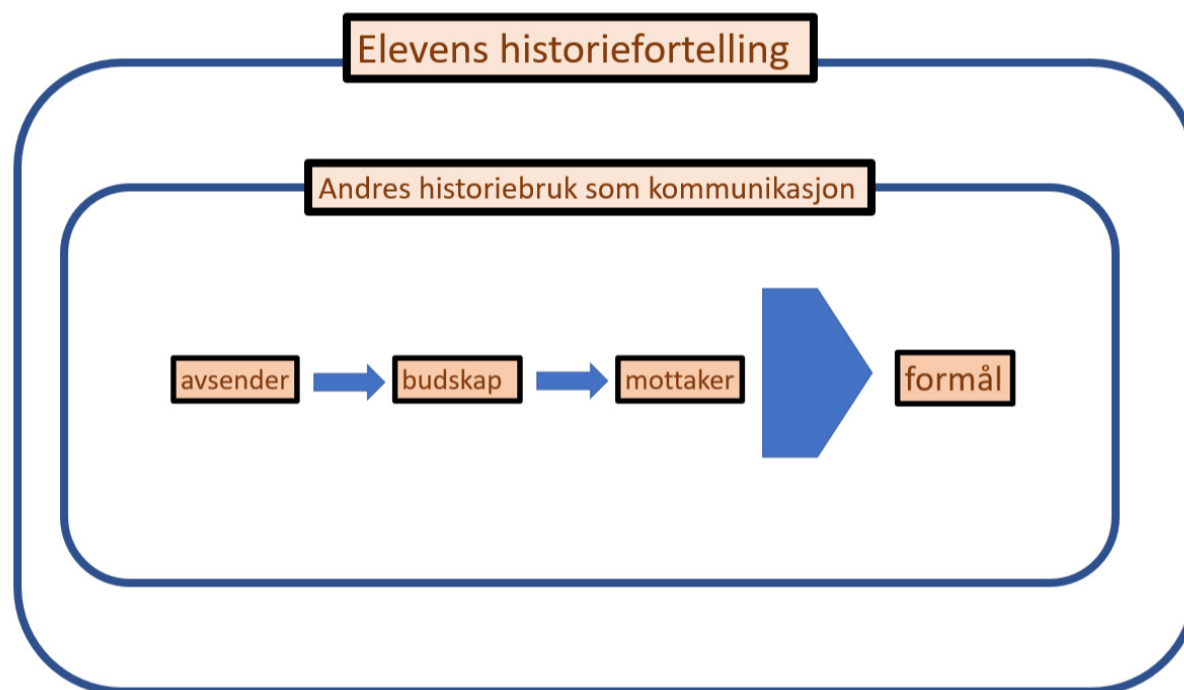 Elevens historiefortelling
Andres historiebruk som kommunikasjon
avsender
budskap
mottaker
formål